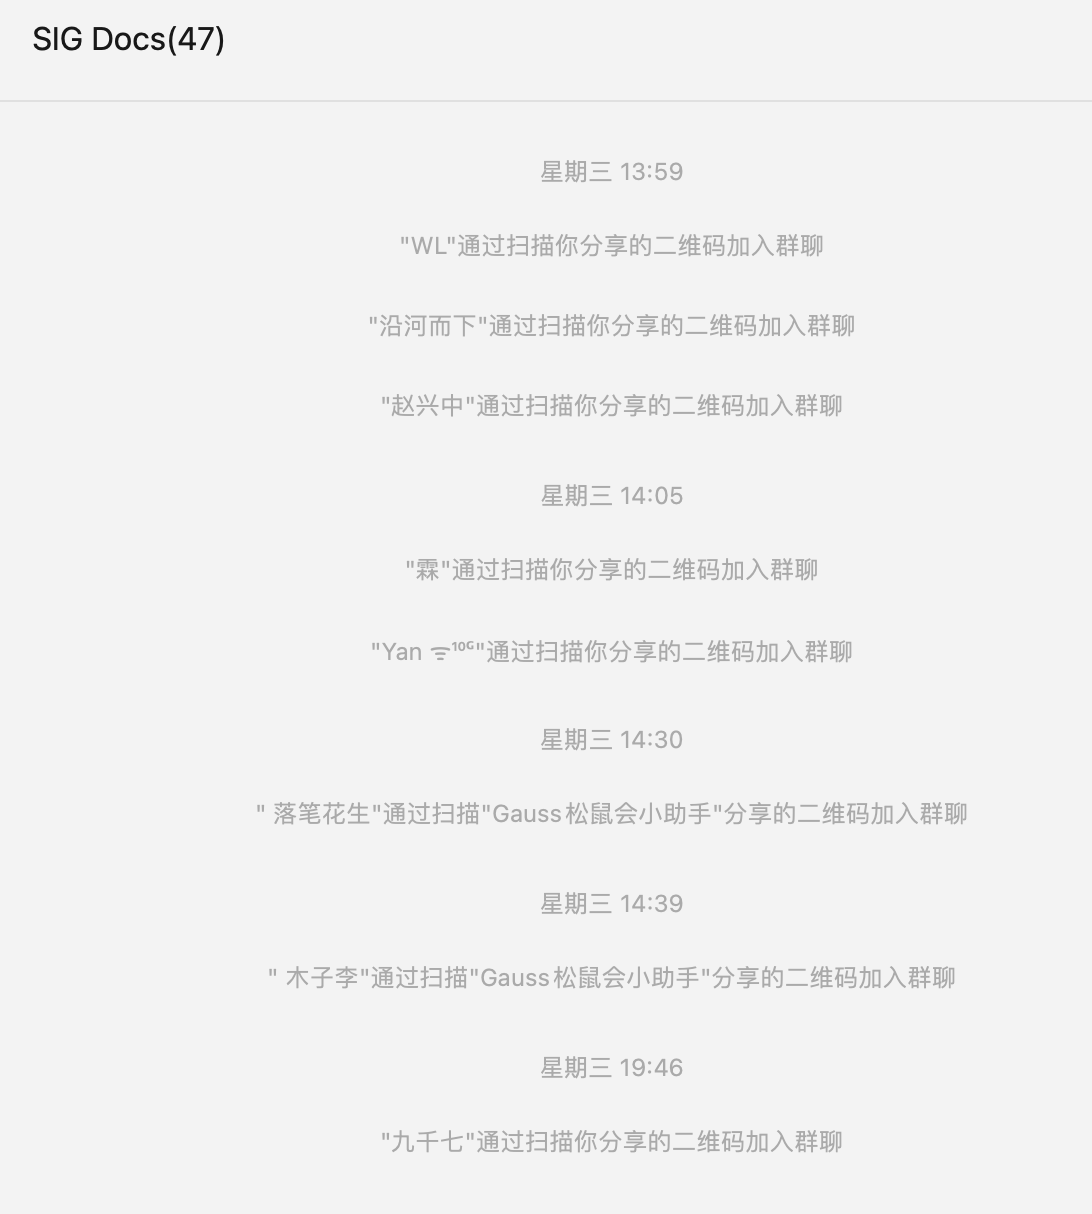 SIG Docs(47)
星期三 13:59
"WL"通过扫描你分享的二维码加入群聊
"沿河而下"通过扫描你分享的二维码加入群聊
"赵兴中"通过扫描你分享的二维码加入群聊
星期三 14:05
"霖"通过扫描你分享的二维码加入群聊
"Yan ᯤ¹⁰ᴳ"通过扫描你分享的二维码加入群聊
星期三 14:30
" 落笔花生"通过扫描"Gauss松鼠会小助手"分享的二维码加入群聊
星期三 14:39
" 木子李"通过扫描"Gauss松鼠会小助手"分享的二维码加入群聊
星期三 19:46
"九千七"通过扫描你分享的二维码加入群聊